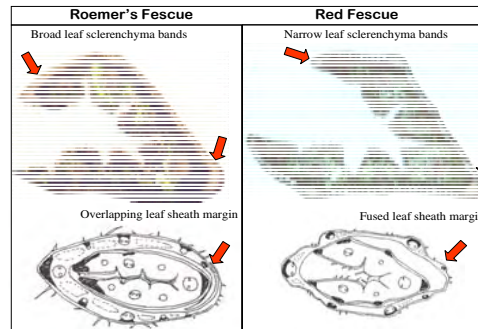 Roemer's Fescue
Broad leaf sclerenchyma bands
Overlapping leaf sheath margin
Red Fescue
Narrow leaf sclerenchyma bands
Fused leaf sheath margi